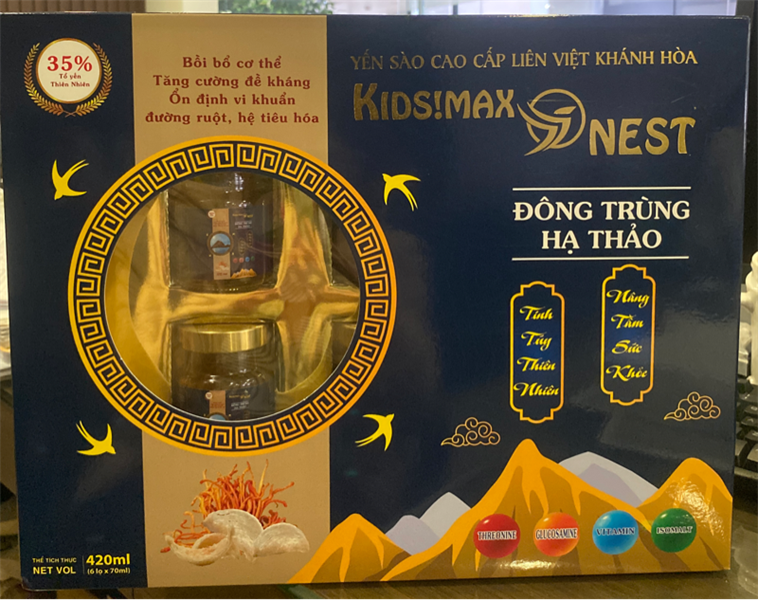 35%
Tổ yến
Thiên Nhiên
Bồi bổ cơ thể
Tăng cường đề kháng
Ổn định vi khuẩn
đường ruột, hệ tiêu hóa
YẾN SÀO CAO CẤP LIÊN VIỆT KHÁNH HÒA
KIDS!MAX
NEST
ĐÔNG TRÙNG
HẠ THẢO
Tinh
Túy
Thiên
Nhiên
Nâng
Tầm
Sức
Khỏe
THREONINE
GLUCOSAMINE
VITAMIN
ISOMALT
THỂ TÍCH THỰC
NET VOL
420ml
(6 lọ x 70ml)